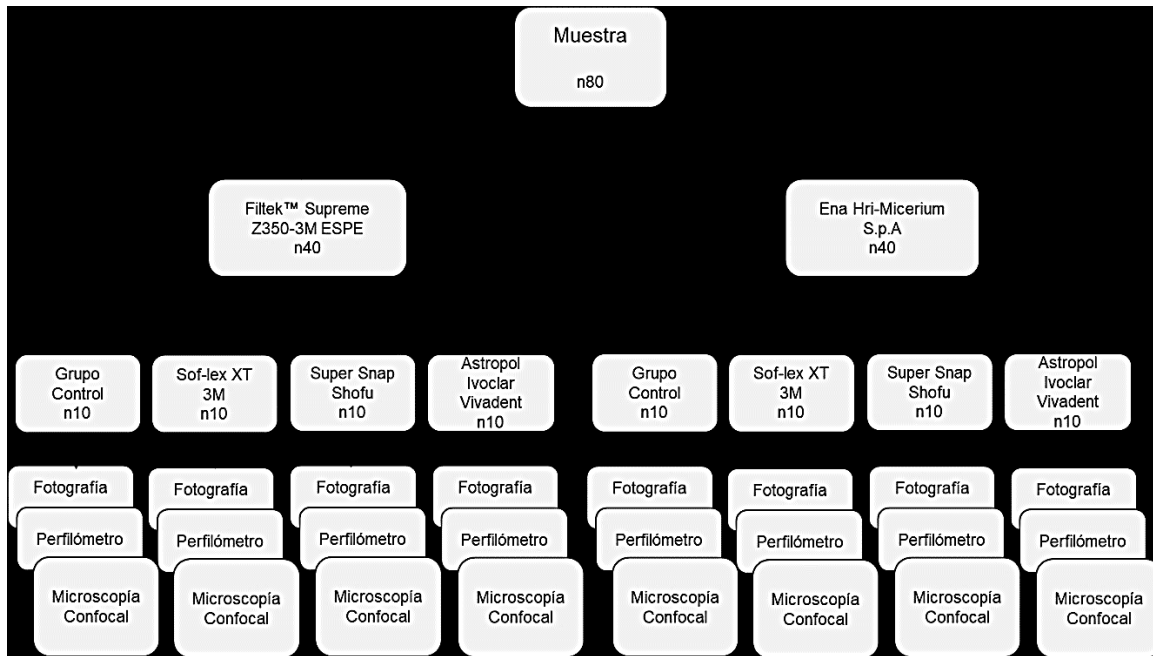 Muestra
n80
Filtek™ Supreme
Z350-3M ESPE
n40
Ena Hri-Micerium
S.p.A
n40
Grupo
Control
n10
Sof-lex XT
3M
n10
Super Snap
Shofu
n10
Astropol
Ivoclar
Vivadent
n10
Grupo
Control
n10
Sof-lex XT
3M
n10
Super Snap
Shofu
n10
Astropol
Ivoclar
Vivadent
n10
Fotografía
Perfilómetro
Microscopía
Confocal
Fotografía
Perfilómetro
Microscopía
Confocal
Fotografía
Perfilómetro
Microscopía
Confocal
Fotografía
Perfilómetro
Microscopía
Confocal
Fotografía
Perfilómetro
Microscopía
Confocal
Fotografía
Perfilómetro
Microscopía
Confocal
Fotografía
Perfilómetro
Microscopía
Confocal
Fotografía
Perfilómetro
Microscopía
Confocal